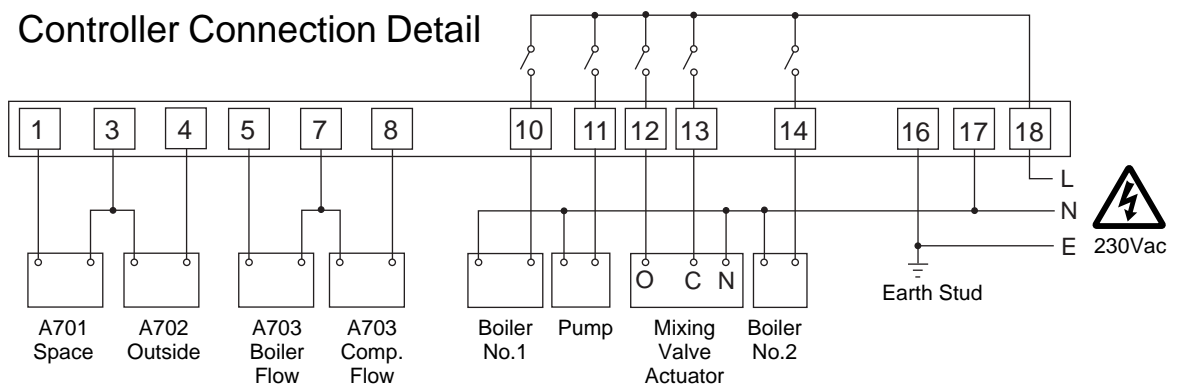 Controller Connection Detail
1 3 4 5 7 8 10 11 12 13 14 16 17 18
L
N
E
230Vac
O C N
Earth Stud
A701
Space
A702
Outside
A703
Boiler
Flow
A703
Comp.
Flow
Boiler
No.1
Pump
Mixing
Valve
Actuator
Boiler
No.2